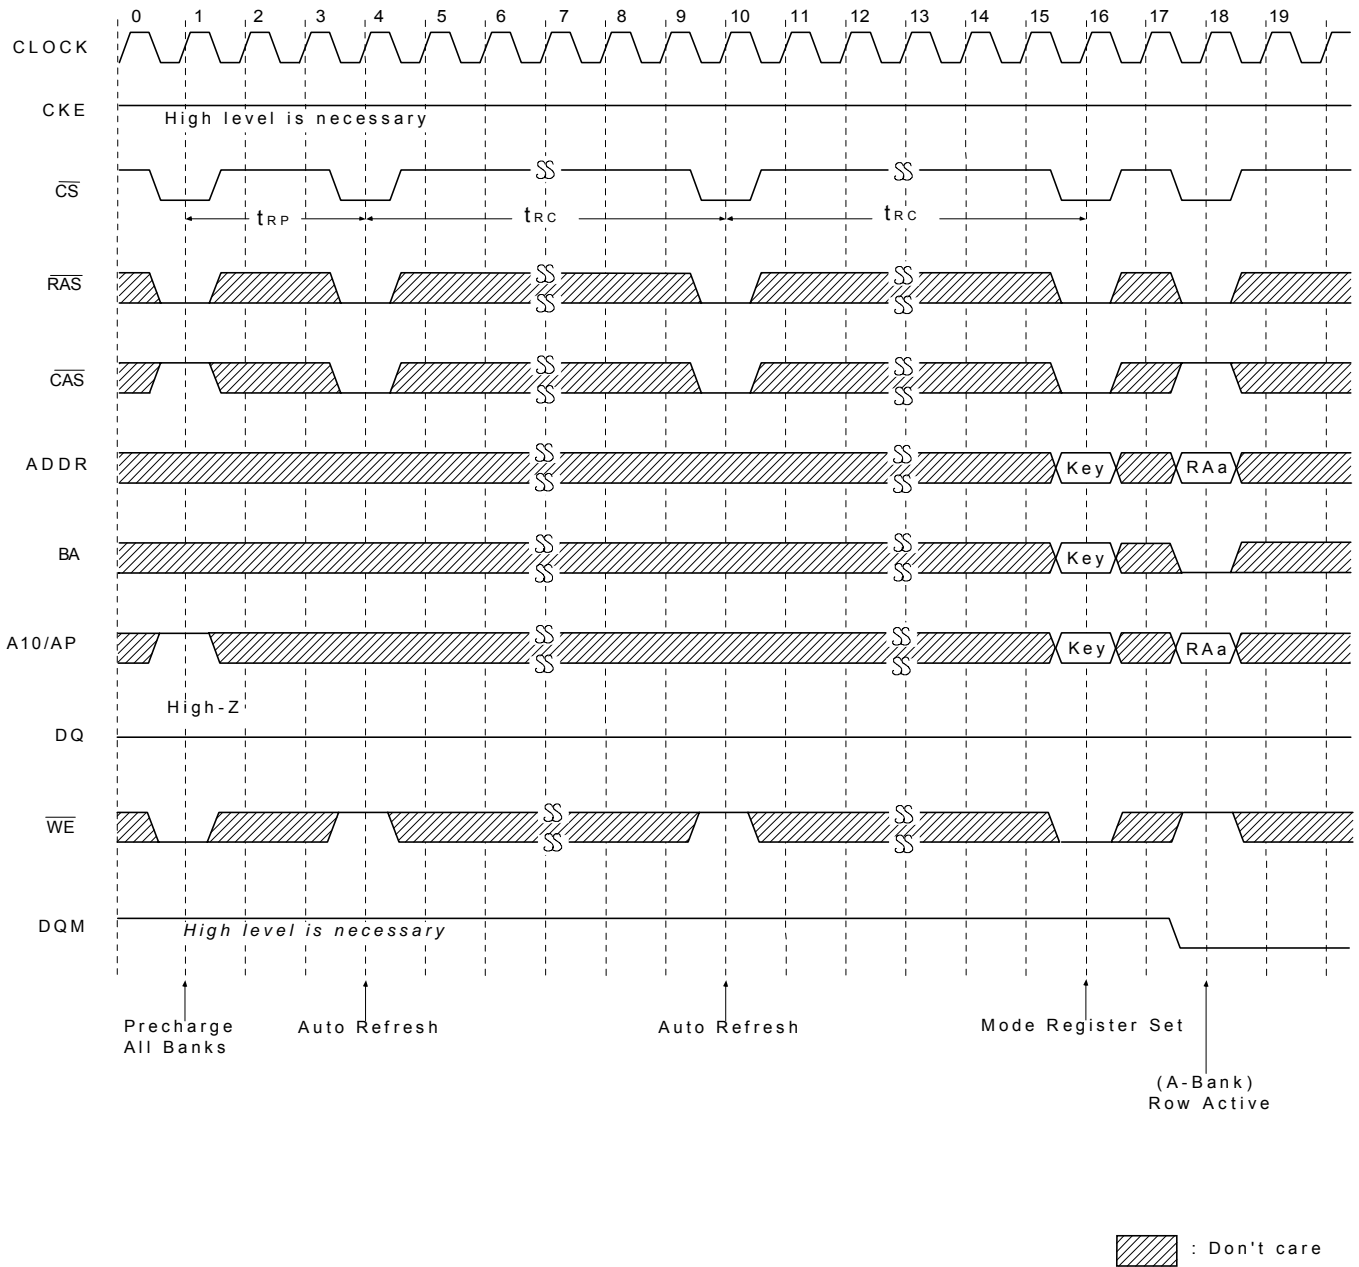 0 1 2 3 4 5 6 7 8 9 10 11 12 13 14 15 16 17 18 19
CLOCK
CKE
High level is necessary
CS
tRP tRC tRC
RAS
CAS
ADDR Key RAa
BA Key
A10/AP Key RAa
High-Z
DQ
WE
DQM
High level is necessary
Precharge
All Banks
Auto Refresh
Auto Refresh
Mode Register Set
(A-Bank)
Row Active
: Don't care